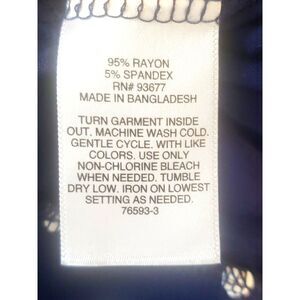 95% RAYON
5% SPANDEX
RN# 93677
MADE IN BANGLADESH
TURN GARMENT INSIDE
OUT. MACHINE WASH COLD.
GENTLE CYCLE. WITH LIKE
COLORS. USE ONLY
NON-CHLORINE BLEACH
WHEN NEEDED. TUMBLE
DRY LOW. IRON ON LOWEST
SETTING AS NEEDED.
76593-3